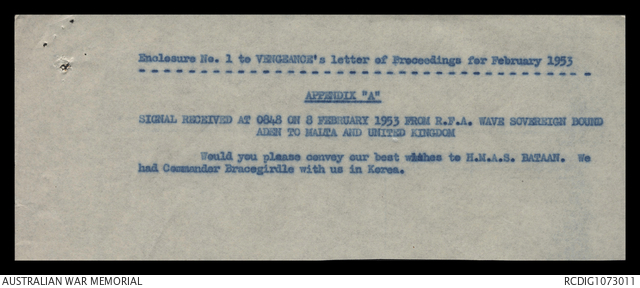 Enclosure No. 1 to VENGEANCE's letter of Proceedings for February 1953
APPENDIX "A"
SIGNAL RECEIVED AT 0848 ON 8 FEBRUARY 1953 FROM R.F.A. WAVE SOVEREIGN BOUND
ADEN TO MALTA AND UNITED KINGDOM
Would you please convey our best wishes to H.M.A.S. BATAAN. We
had Commander Bracegirdle with us in Korea.
AUSTRALIAN WAR MEMORIAL
RCDIG1073011